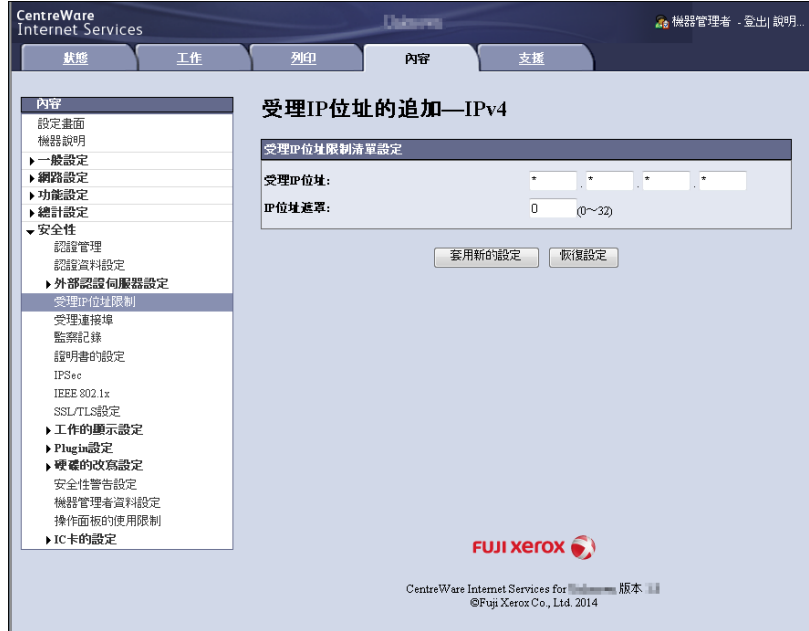 CentreWare
Internet Services
機器管理者 - 登出| 說明...
狀態 工作 列印 內容 支援
內容
設定畫面
機器說明
一般設定
網路設定
功能設定
總計設定
安全性
認證管理
認證資料設定
外部認證伺服器設定
受理IP位址限制
受理連接埠
監察記錄
證明書的設定
IPSec
IEEE 802.1x
SSL/TLS設定
工作的顯示設定
Plugin設定
硬碟的改寫設定
安全性警告設定
機器管理者資料設定
操作面板的使用限制
IC卡的設定
受理IP位址的追加—IPv4
受理IP位址限制清單設定
受理IP位址: * . * . * . *
IP位址遮罩: 0 (0～32)
套用新的設定 恢復設定
FUJI xerox
CentreWare Internet Services for 版本
©Fuji Xerox Co., Ltd. 2014